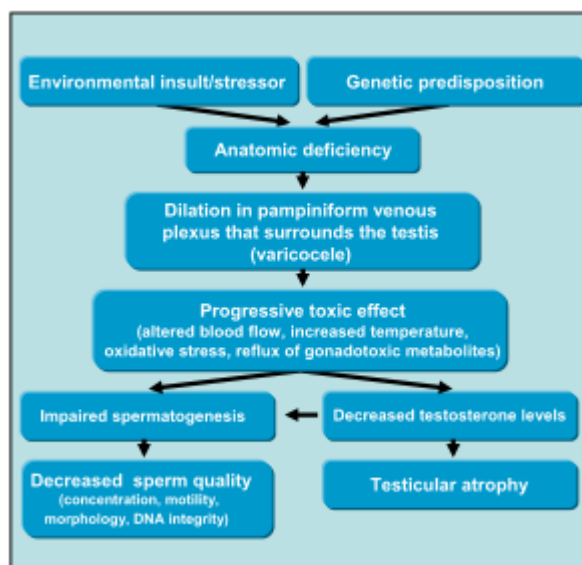 Environmental insult/stressor
Genetic predisposition
Anatomic deficiency
Dilation in pampiniform venous
plexus that surrounds the testis
(varicocele)
Progressive toxic effect
(altered blood flow, increased temperature,
oxidative stress, reflux of gonadotoxic metabolites)
Impaired spermatogenesis
Decreased testosterone levels
Decreased sperm quality
(concentration, motility,
morphology, DNA integrity)
Testicular atrophy